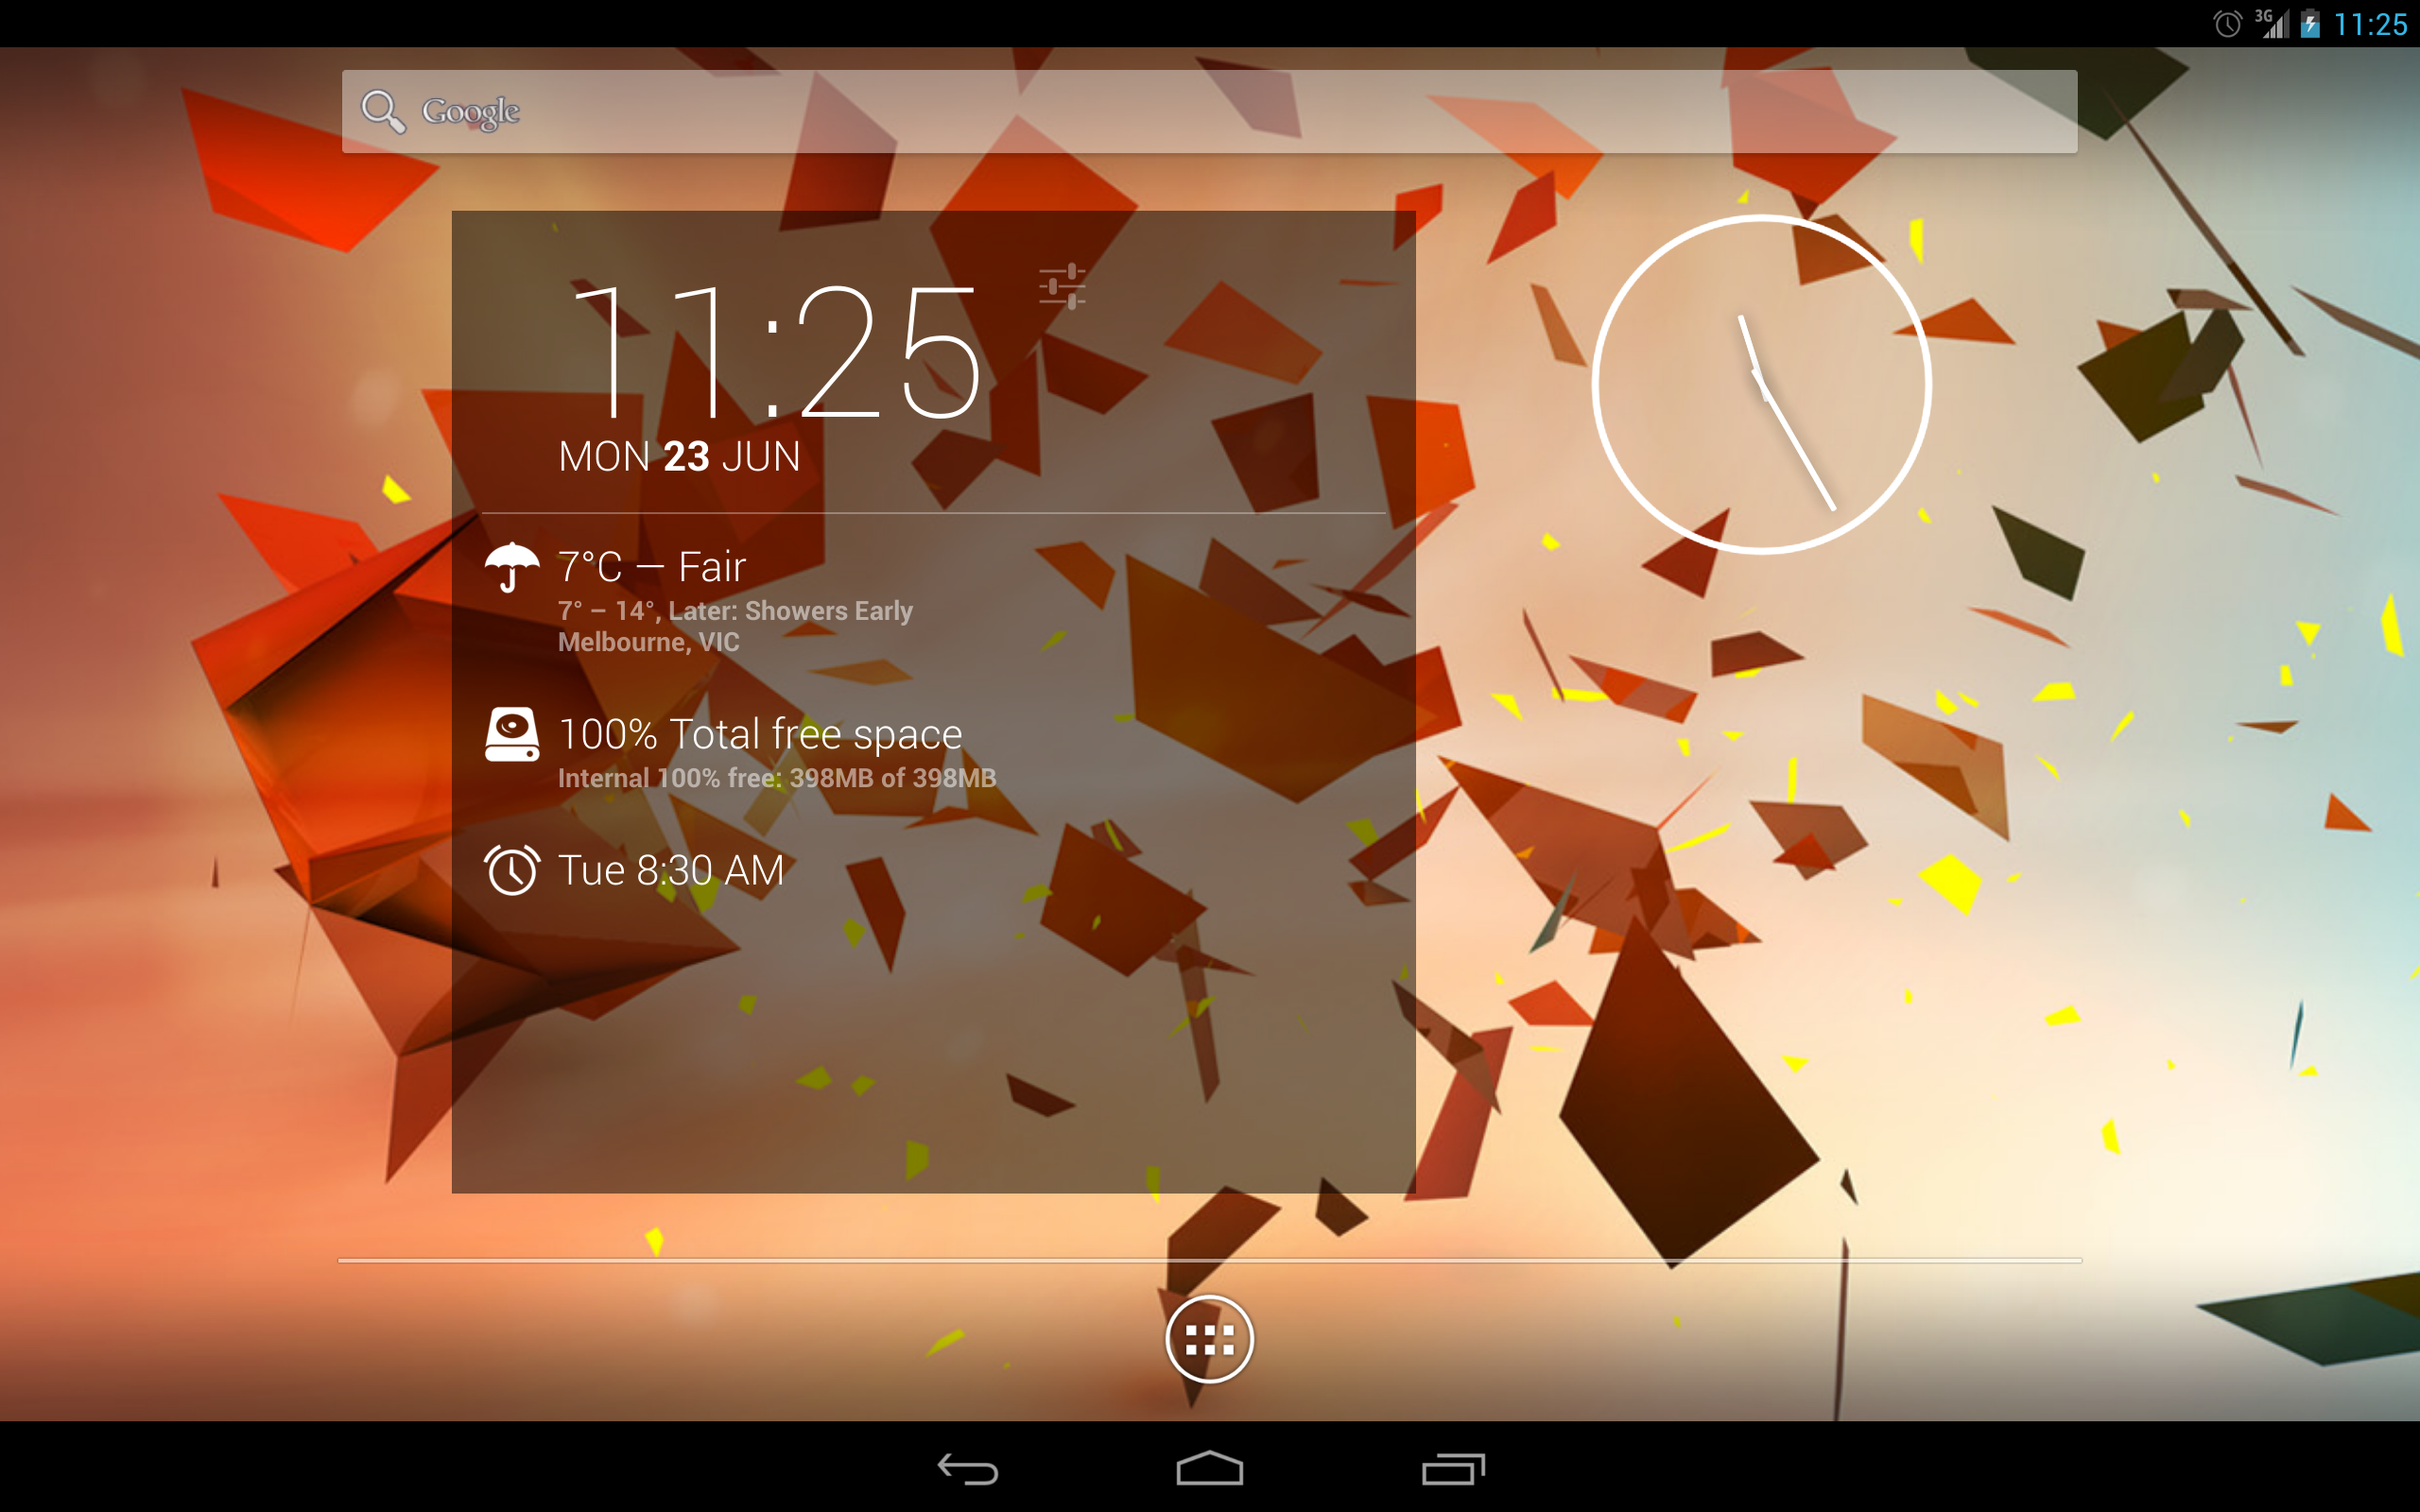 3G 11:25
Google
11:25
MON 23 JUN
7°C — Fair
7° – 14°, Later: Showers Early
Melbourne, VIC
100% Total free space
Internal 100% free: 398MB of 398MB
Tue 8:30 AM